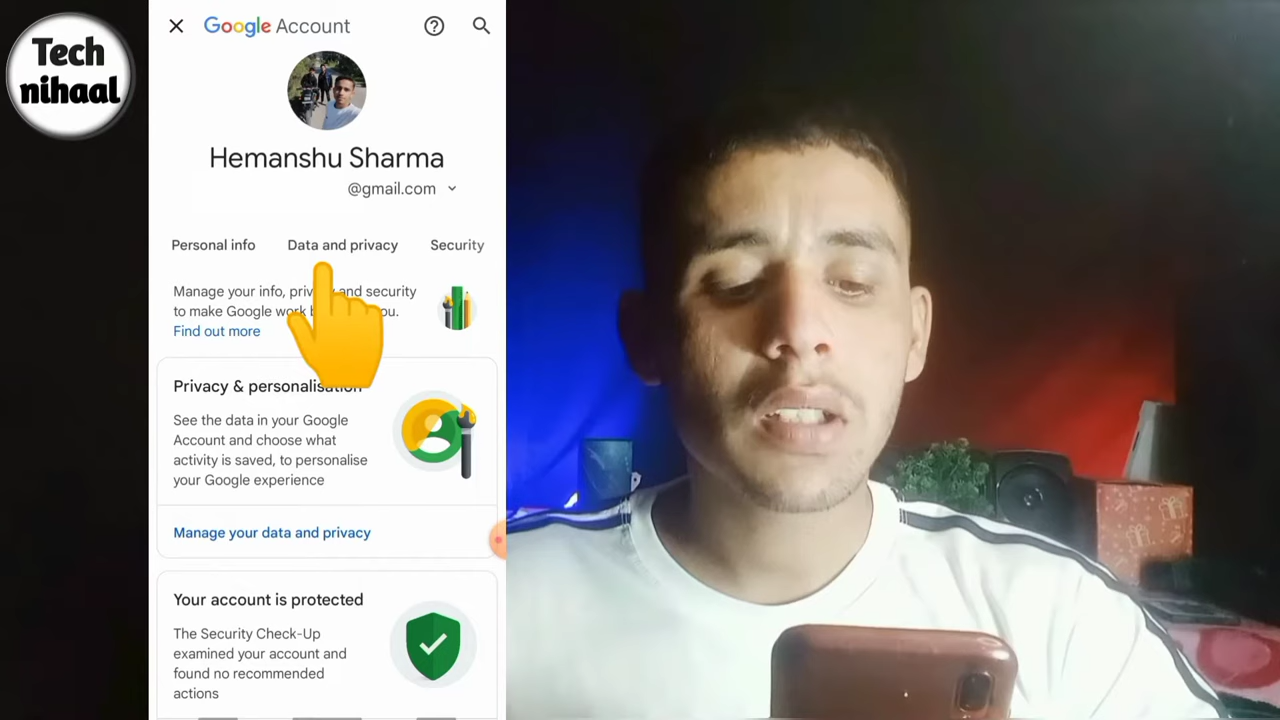 Tech
nihaal
Google Account
Hemanshu Sharma
@gmail.com
Personal info
Data and privacy
Security
Manage your info, privacy and security
to make Google work b you.
Find out more
Privacy & personalisation
See the data in your Google
Account and choose what
activity is saved, to personalise
your Google experience
Manage your data and privacy
Your account is protected
The Security Check-Up
examined your account and
found no recommended
actions